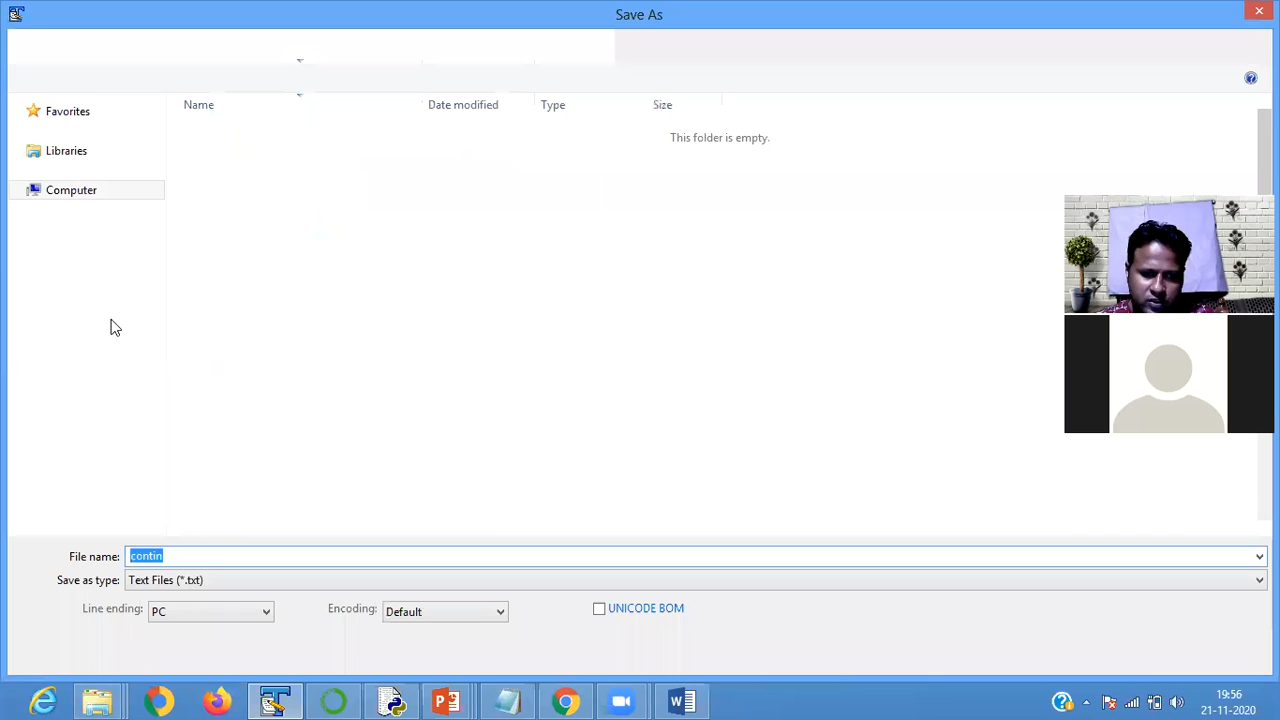 Save As
Name Date modified Type Size
This folder is empty.
Favorites
Libraries
Computer
File name: contin
Save as type: Text Files (*.txt)
Line ending: PC Encoding: Default UNICODE BOM
19:56
21-11-2020